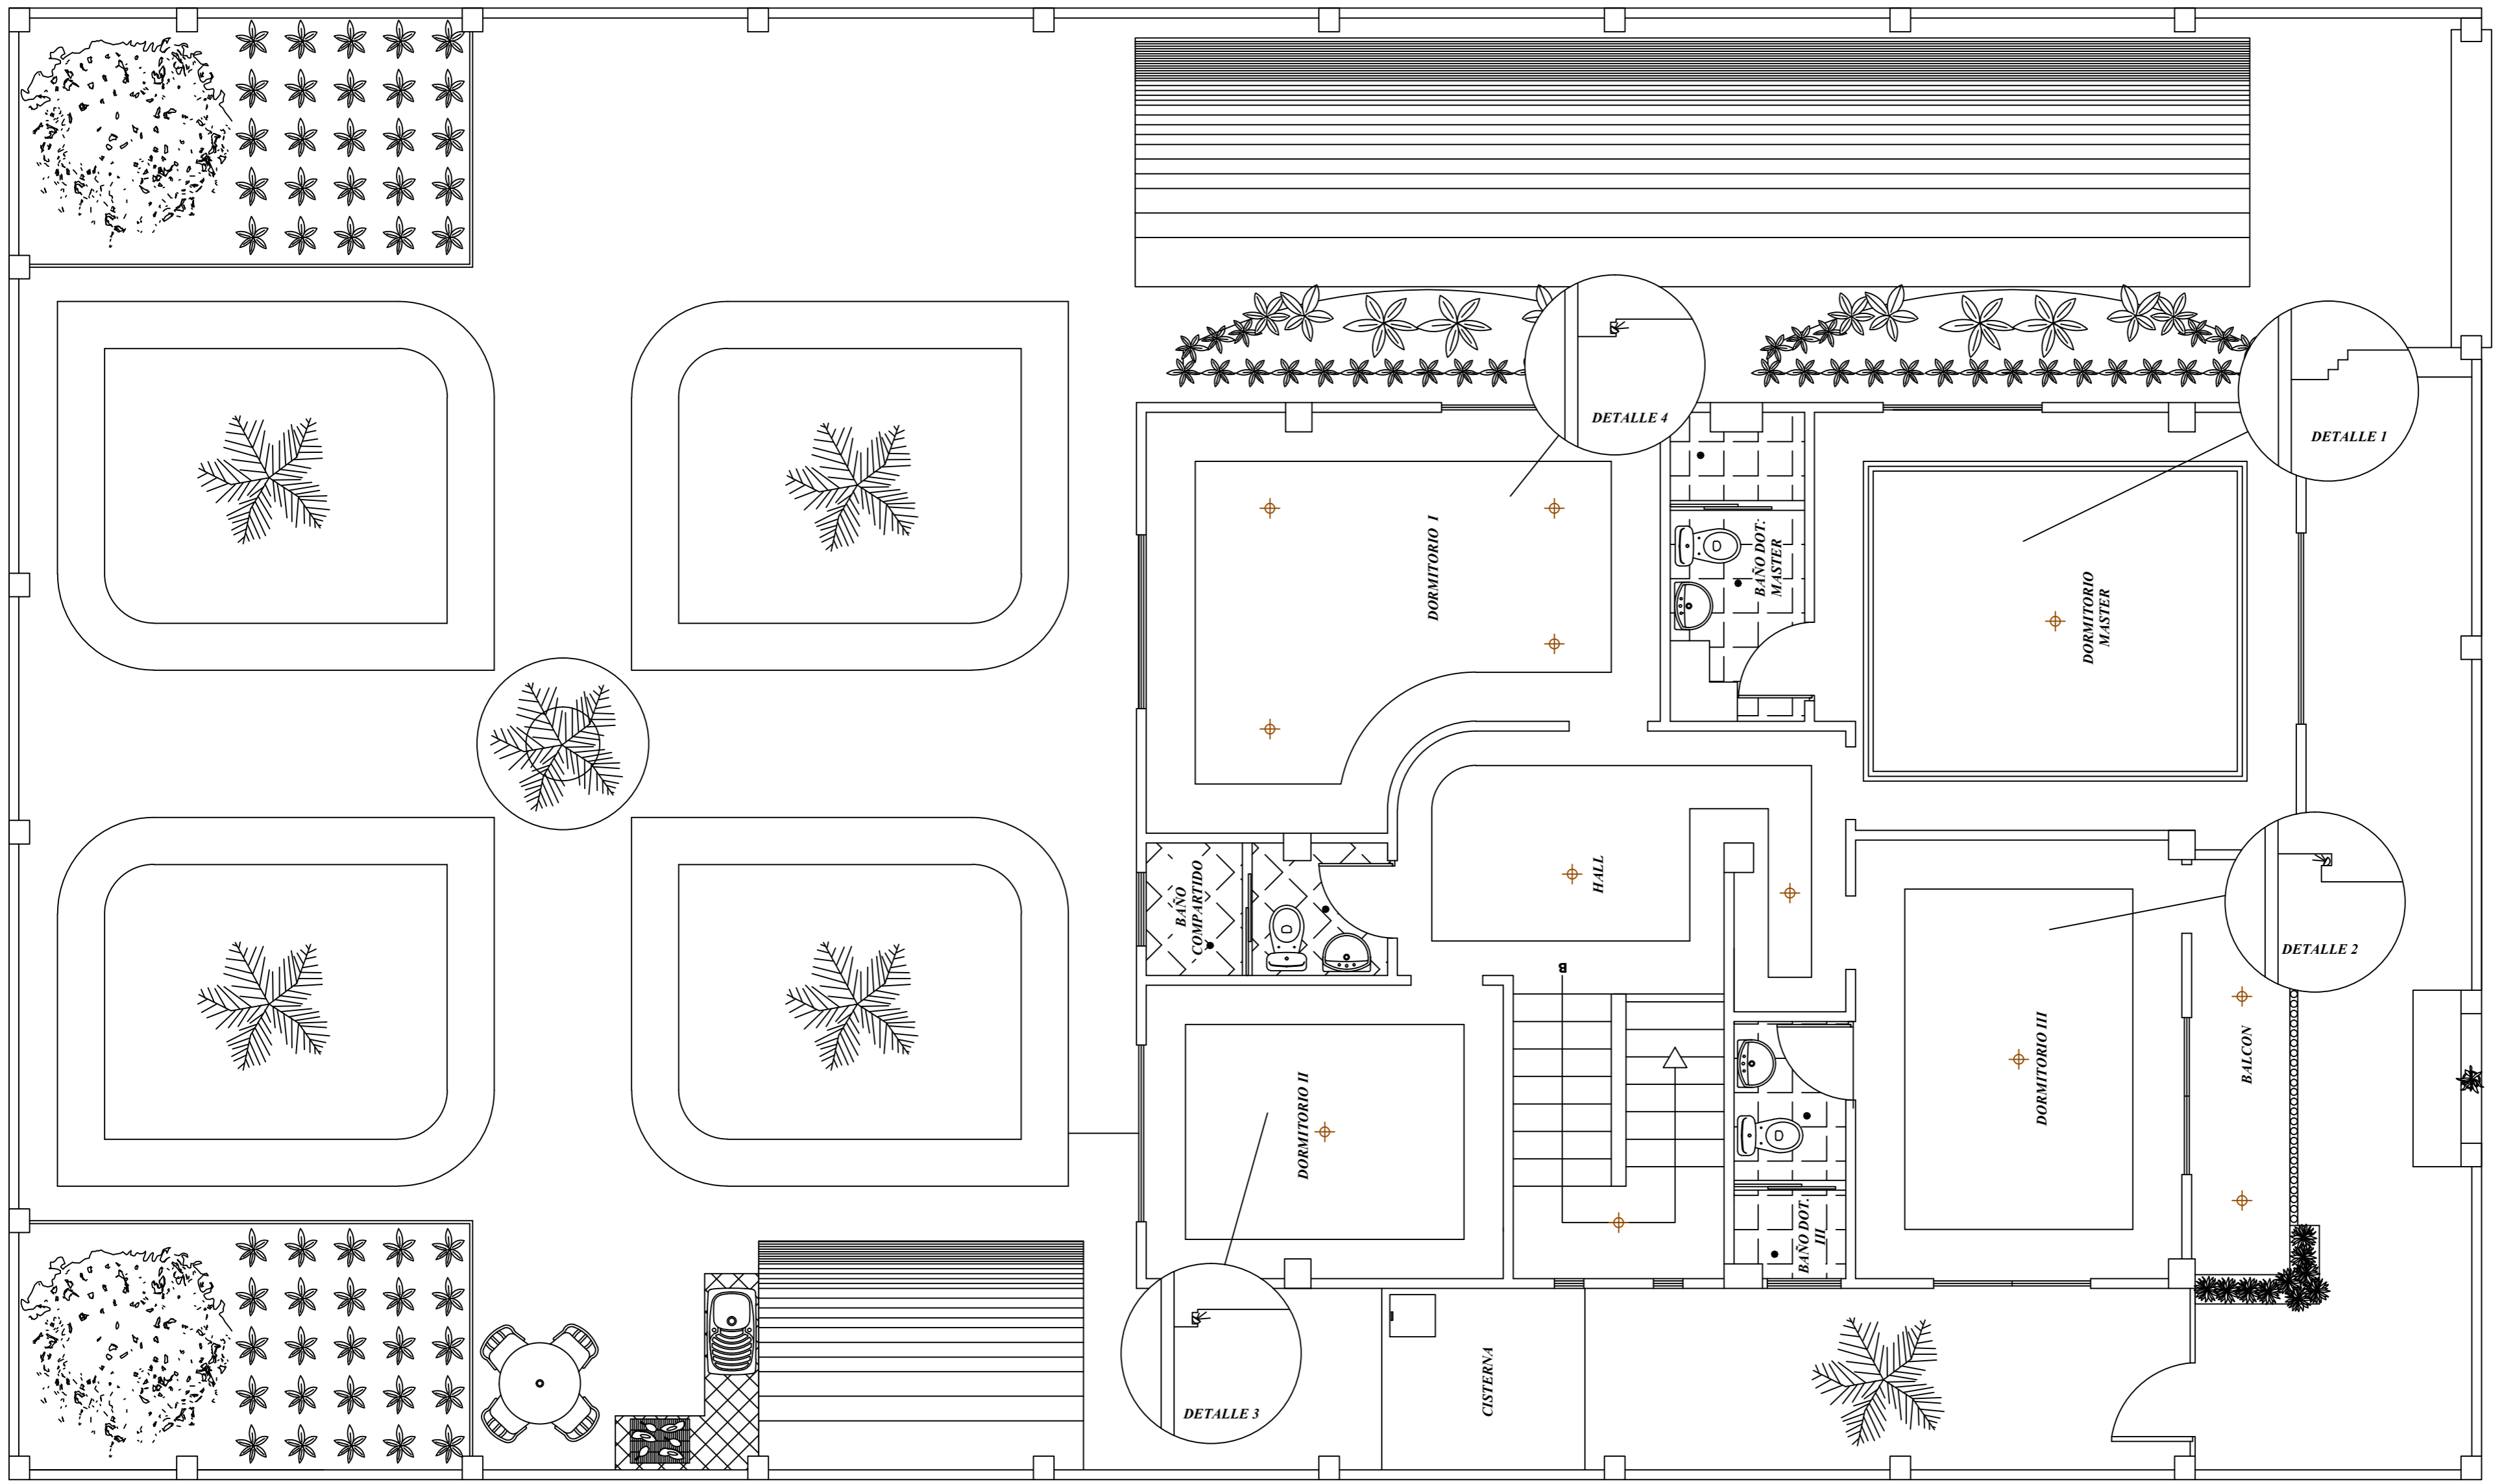 DETALLE 4
DETALLE 1
DORMITORIO I
BAÑO DOT.
MASTER
DORMITORIO
MASTER
BAÑO
COMPARTIDO
HALL
DETALLE 2
B
DORMITORIO II
DORMITORIO III
BALCON
BAÑO DOT.
III
DETALLE 3
CISTERNA